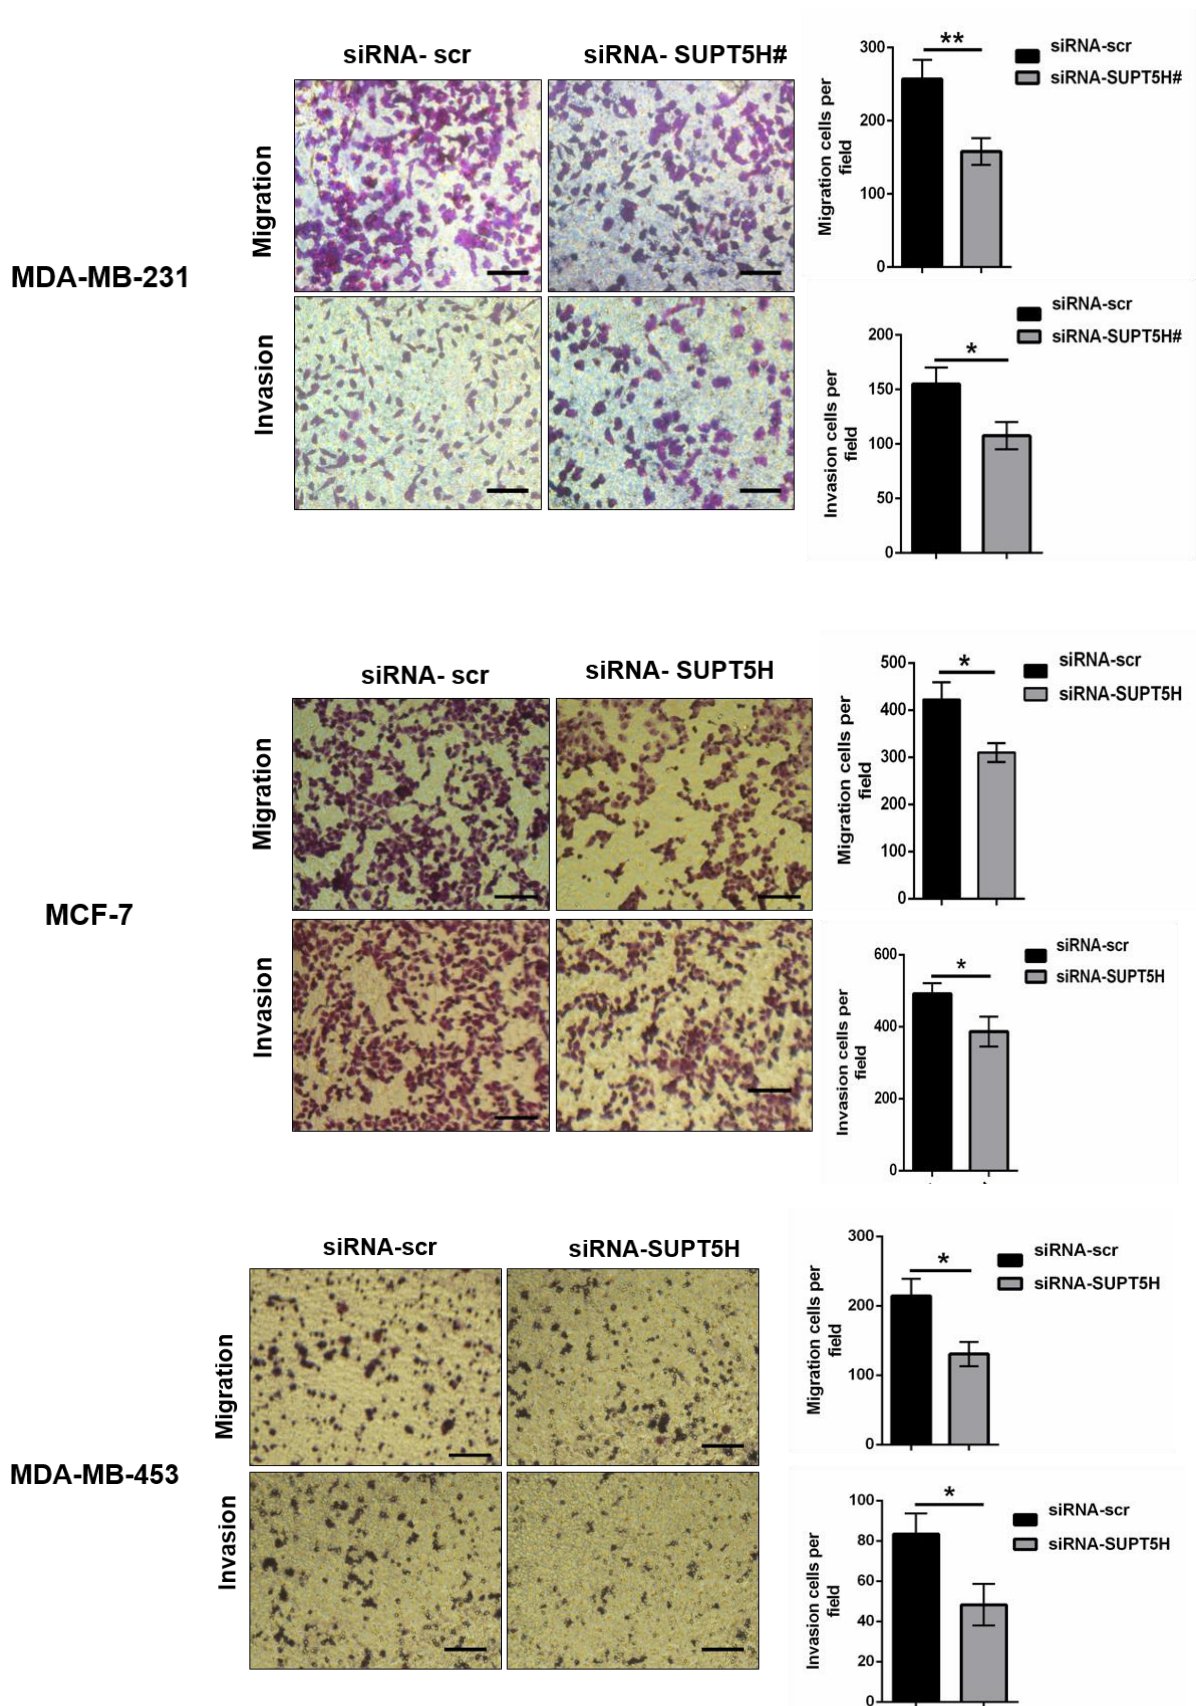 siRNA- scr
siRNA- SUPT5H#
MDA-MB-231
Migration
Invasion
300
200
100
0
Migration cells per
field
**
siRNA-scr
siRNA-SUPT5H#
200
150
100
50
0
Invasion cells per
field
*
siRNA-scr
siRNA-SUPT5H#
siRNA- scr
siRNA- SUPT5H
MCF-7
Migration
Invasion
500
400
300
200
100
0
Migration cells per
field
*
siRNA-scr
siRNA-SUPT5H
600
400
200
0
Invasion cells per
field
*
siRNA-scr
siRNA-SUPT5H
siRNA-scr
siRNA-SUPT5H
MDA-MB-453
Migration
Invasion
300
200
100
0
Migration cells per
field
*
siRNA-scr
siRNA-SUPT5H
100
80
60
40
20
0
Invasion cells per
field
*
siRNA-scr
siRNA-SUPT5H